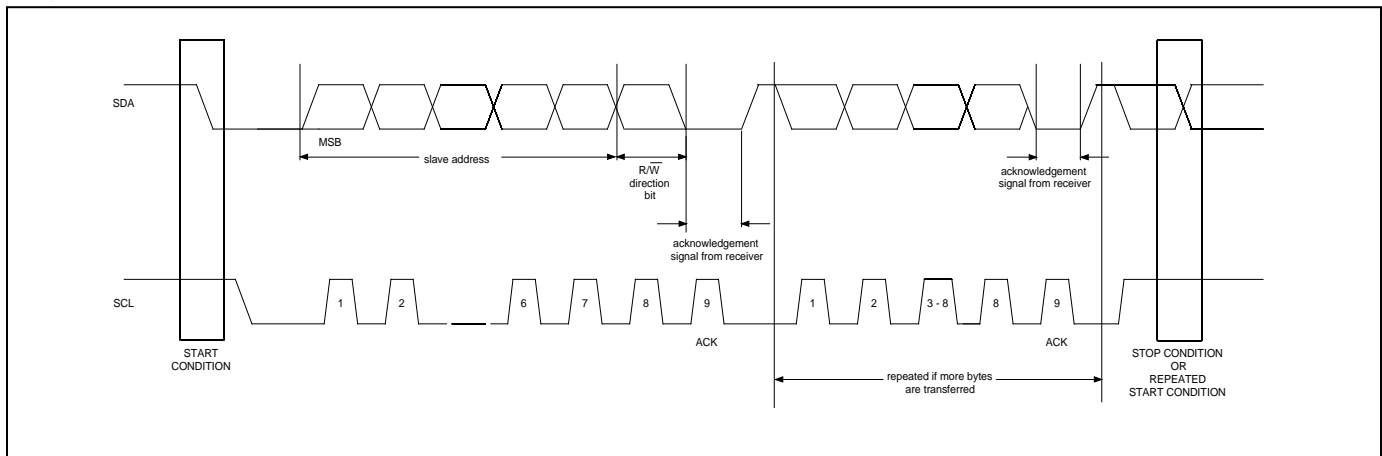 SDA
MSB
slave address
R/W
direction
bit
acknowledgement
signal from receiver
acknowledgement
signal from receiver
SCL
1
2
6
7
8
9
1
2
3 - 8
8
9
ACK
ACK
START
CONDITION
repeated if more bytes
are transferred
STOP CONDITION
OR
REPEATED
START CONDITION